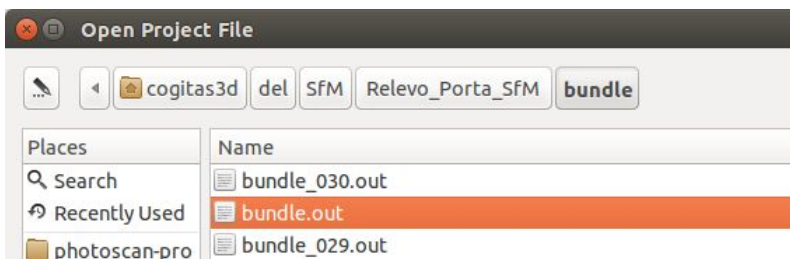 Open Project File
cogitas3d del SfM Relevo_Porta_SfM bundle
Places Name
Search bundle_030.out
Recently Used bundle.out
photoscan-pro bundle_029.out